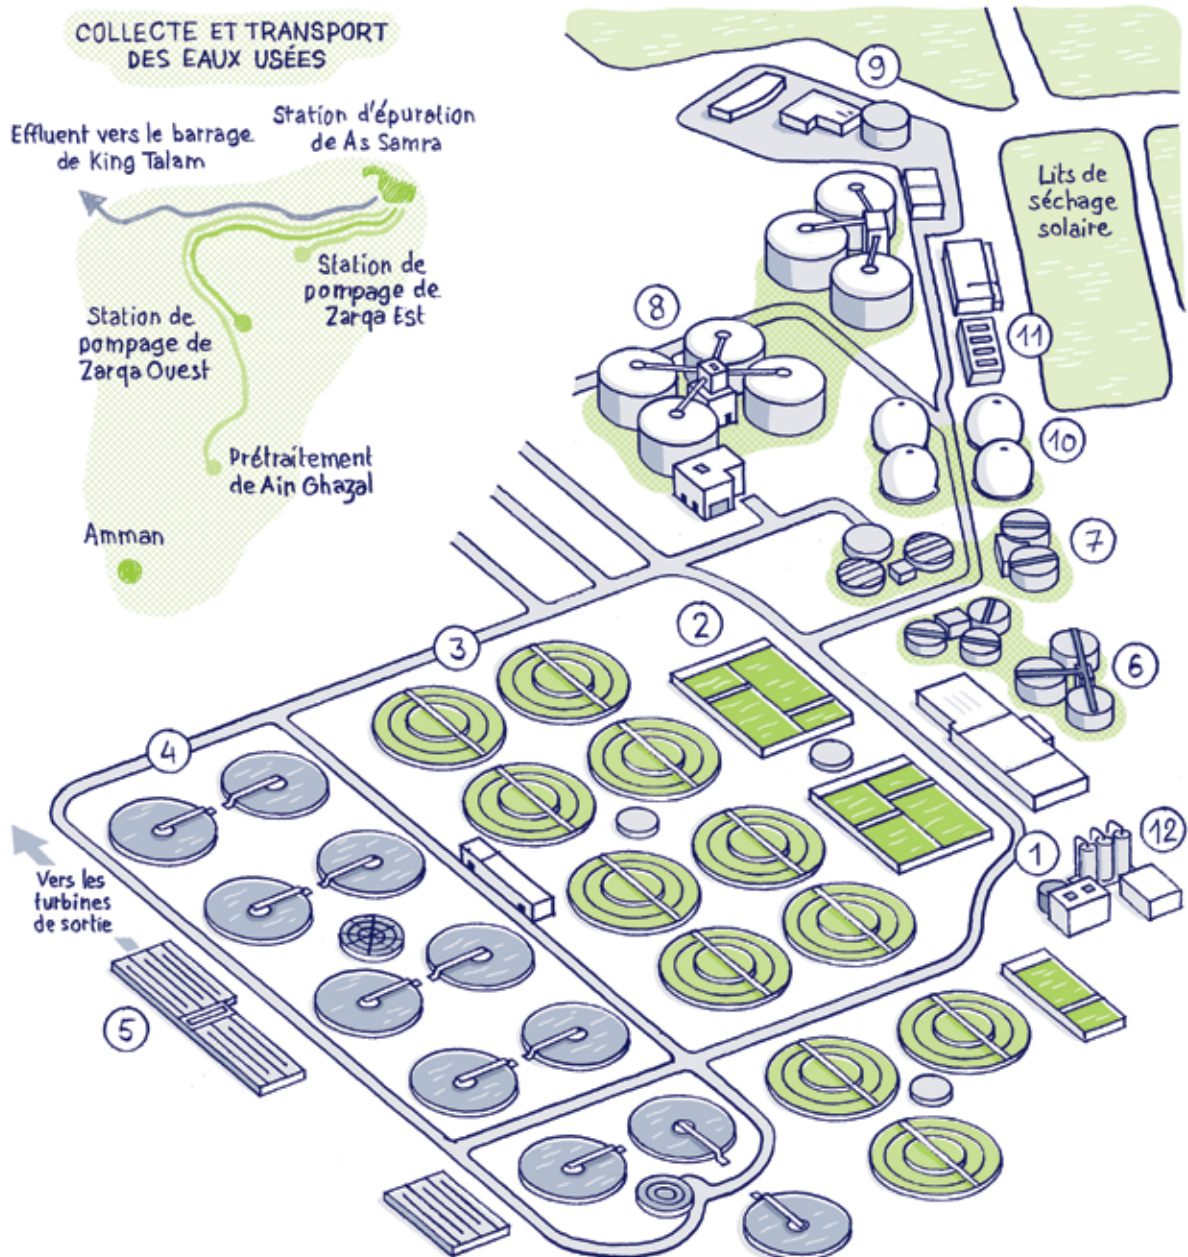 COLLECTE ET TRANSPORT
DES EAUX USÉES
Effluent vers le barrage
de King Talam
Station d'épuration
de As Samra
Station de
pompage de
Zarqa Est
Station de
pompage de
Zarqa Ouest
Prétraitement
de Ain Ghazal
Amman
9
Lits de
séchage
solaire
8
11
10
7
2
3
6
4
1
12
Vers les
turbines
de sortie
5